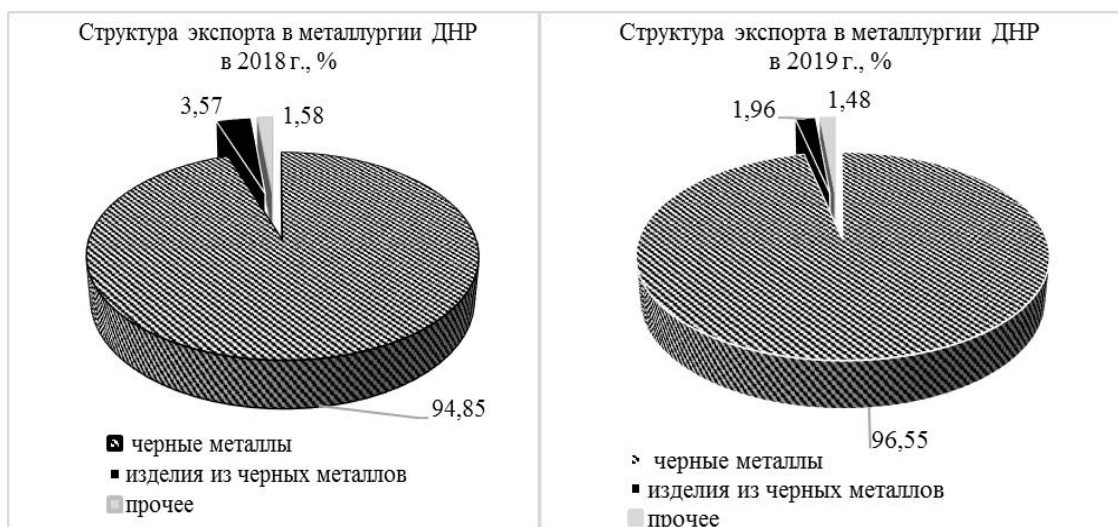 Структура экспорта в металлургии ДНР
в 2018 г., %
3,57
1,58
94,85
черные металлы
изделия из черных металлов
прочее
Структура экспорта в металлургии ДНР
в 2019 г., %
1,96
1,48
96,55
черные металлы
изделия из черных металлов
прочее